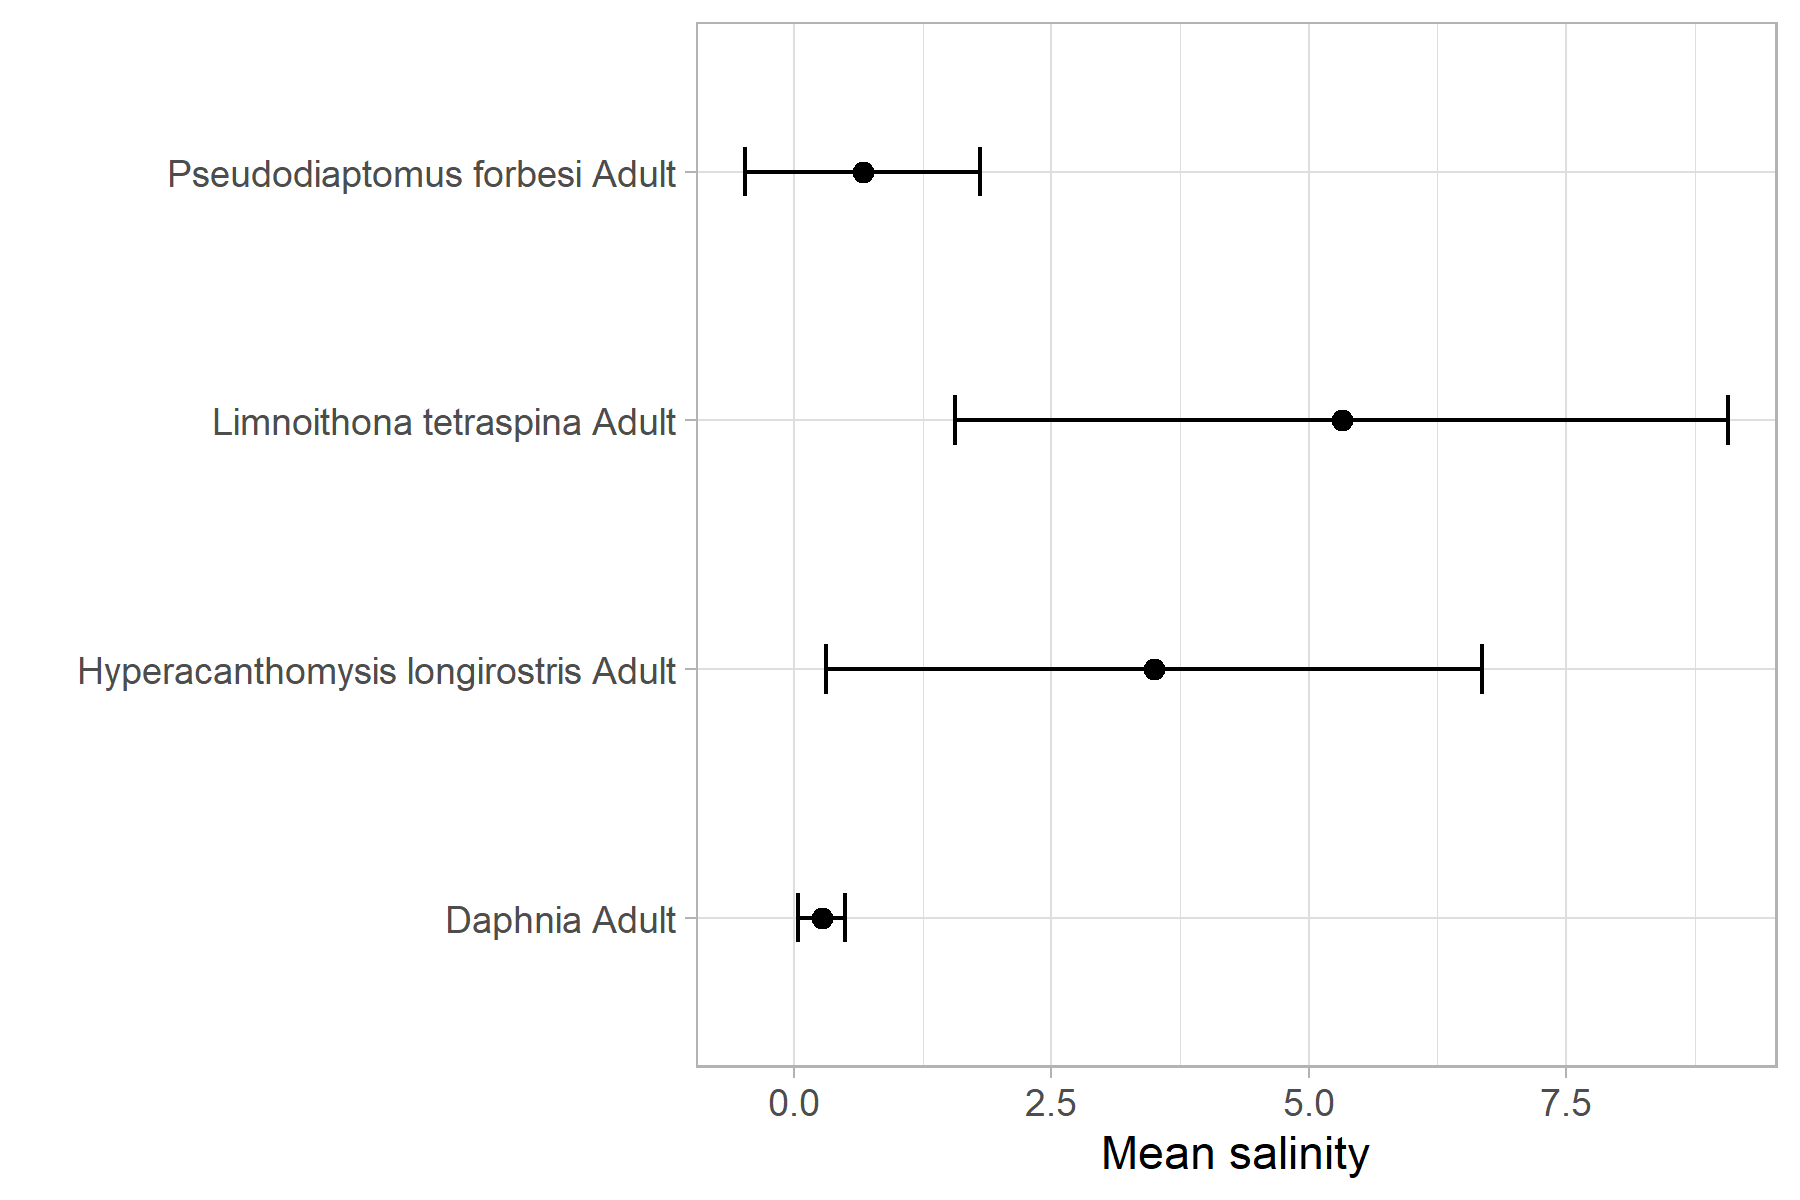 Pseudodiaptomus forbesi Adult
Limnoithona tetraspina Adult
Hyperacanthomysis longirostris Adult
Daphnia Adult
0.0 2.5 5.0 7.5
Mean salinity